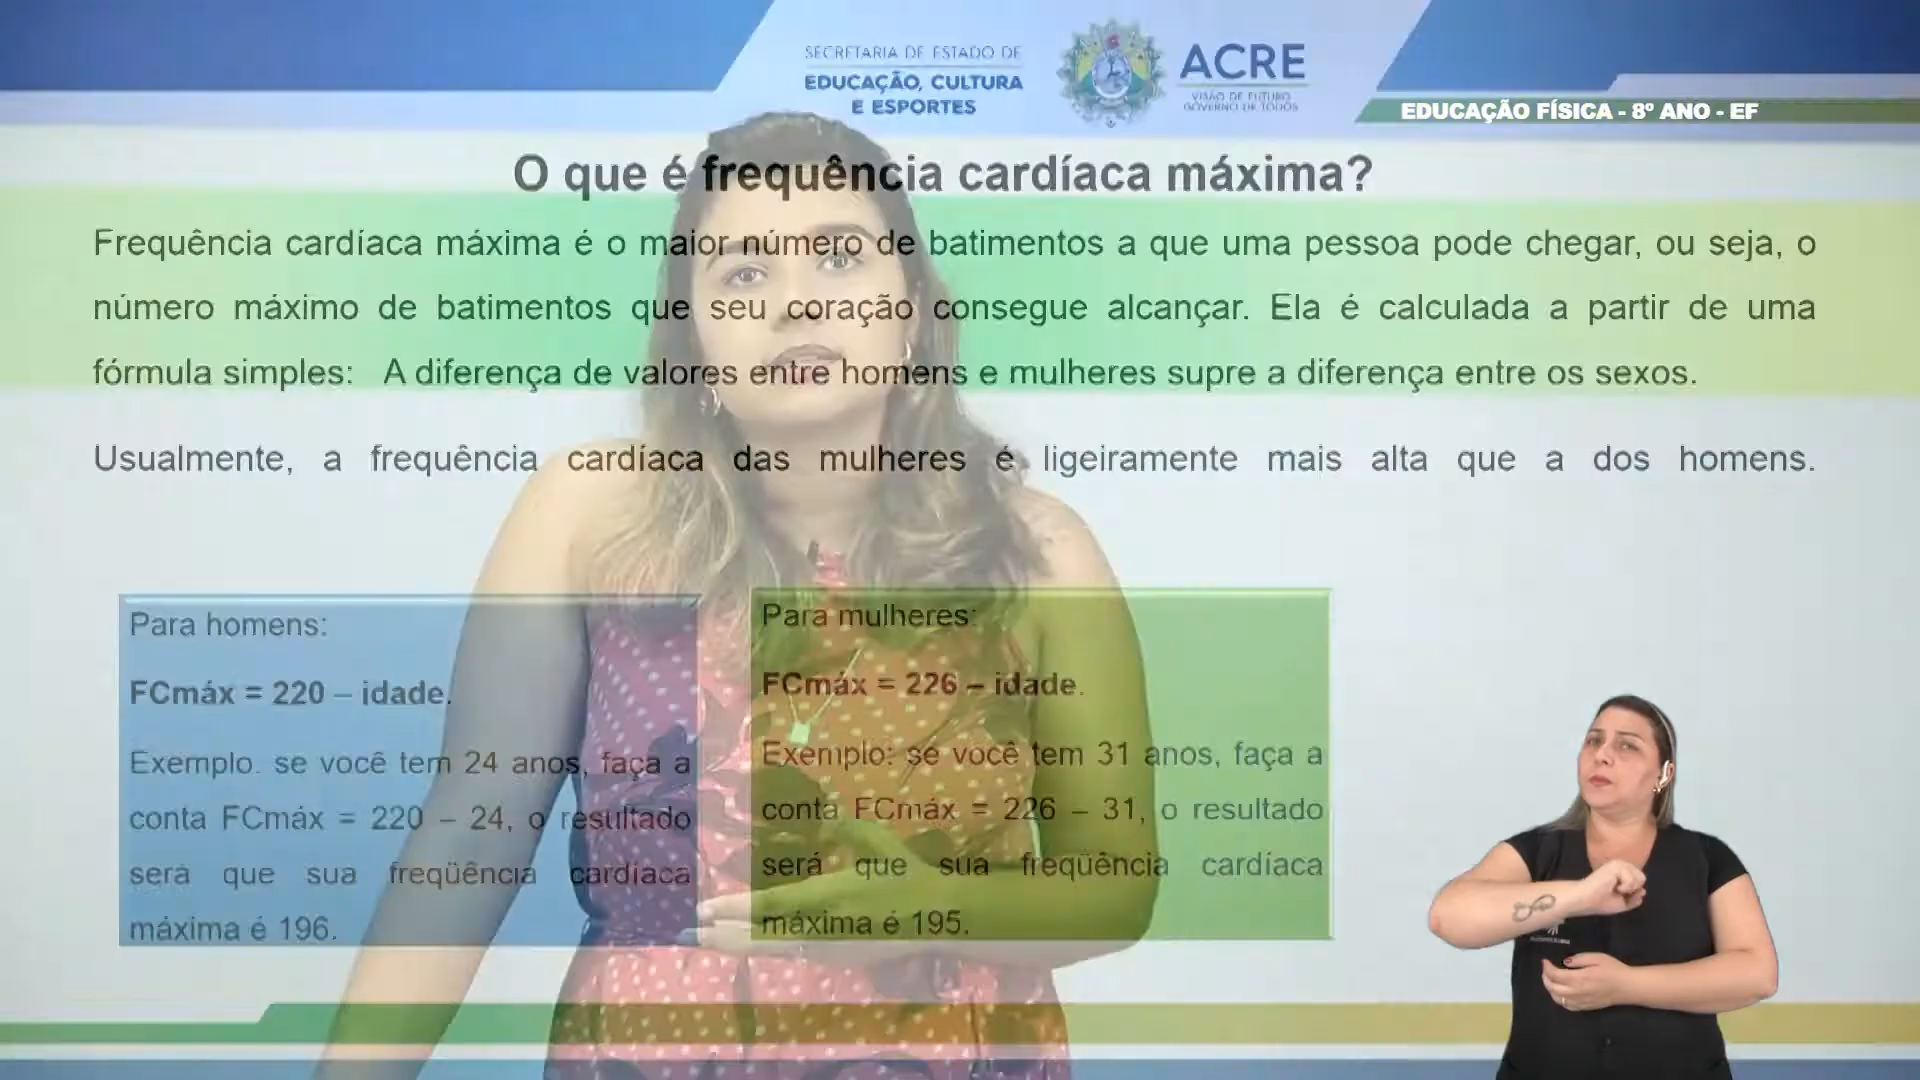 SECRETARIA DE ESTADO DE
EDUCAÇÃO, CULTURA
E ESPORTES
ACRE
VISÃO DE FUTURO
GOVERNO DE TODOS
EDUCAÇÃO FÍSICA - 8º ANO - EF
O que é frequência cardíaca máxima?
Frequência cardíaca máxima é o maior número de batimentos a que uma pessoa pode chegar, ou seja, o
número máximo de batimentos que seu coração consegue alcançar. Ela é calculada a partir de uma
fórmula simples: A diferença de valores entre homens e mulheres supre a diferença entre os sexos.
Usualmente, a frequência cardíaca das mulheres é ligeiramente mais alta que a dos homens.
Para homens:
FCmáx = 220 – idade.
Exemplo. se você tem 24 anos, faça a
conta FCmáx = 220 – 24, o resultado
será que sua freqüência cardíaca
máxima é 196.
Para mulheres:
FCmáx = 226 – idade.
Exemplo: se você tem 31 anos, faça a
conta FCmáx = 226 – 31, o resultado
será que sua freqüência cardíaca
máxima é 195.